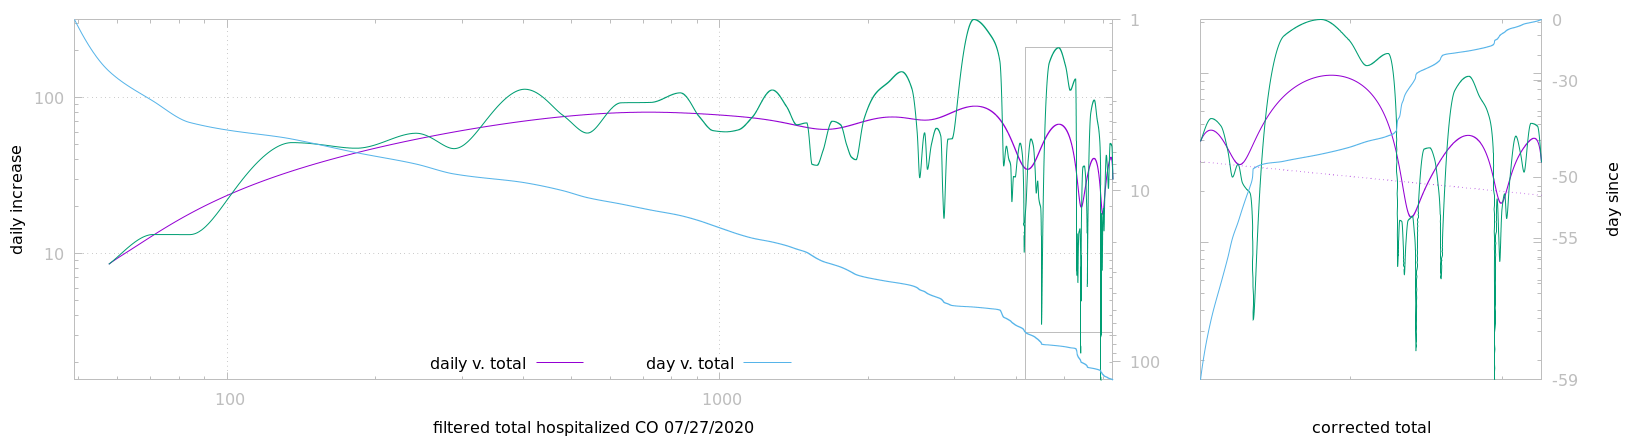 1
0
100
-30
daily increase
10
-50
day since
10
-55
daily v. total
day v. total
100
-59
100
1000
filtered total hospitalized CO 07/27/2020
corrected total